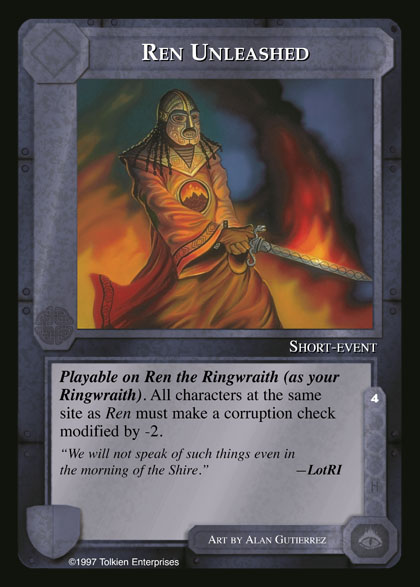 Ren Unleashed
Short-event
Playable on Ren the Ringwraith (as your
Ringwraith). All characters at the same
site as Ren must make a corruption check
modified by -2.
4
“We will not speak of such things even in
the morning of the Shire.” –LotRI
H
Art by Alan Gutierrez
©1997 Tolkien Enterprises